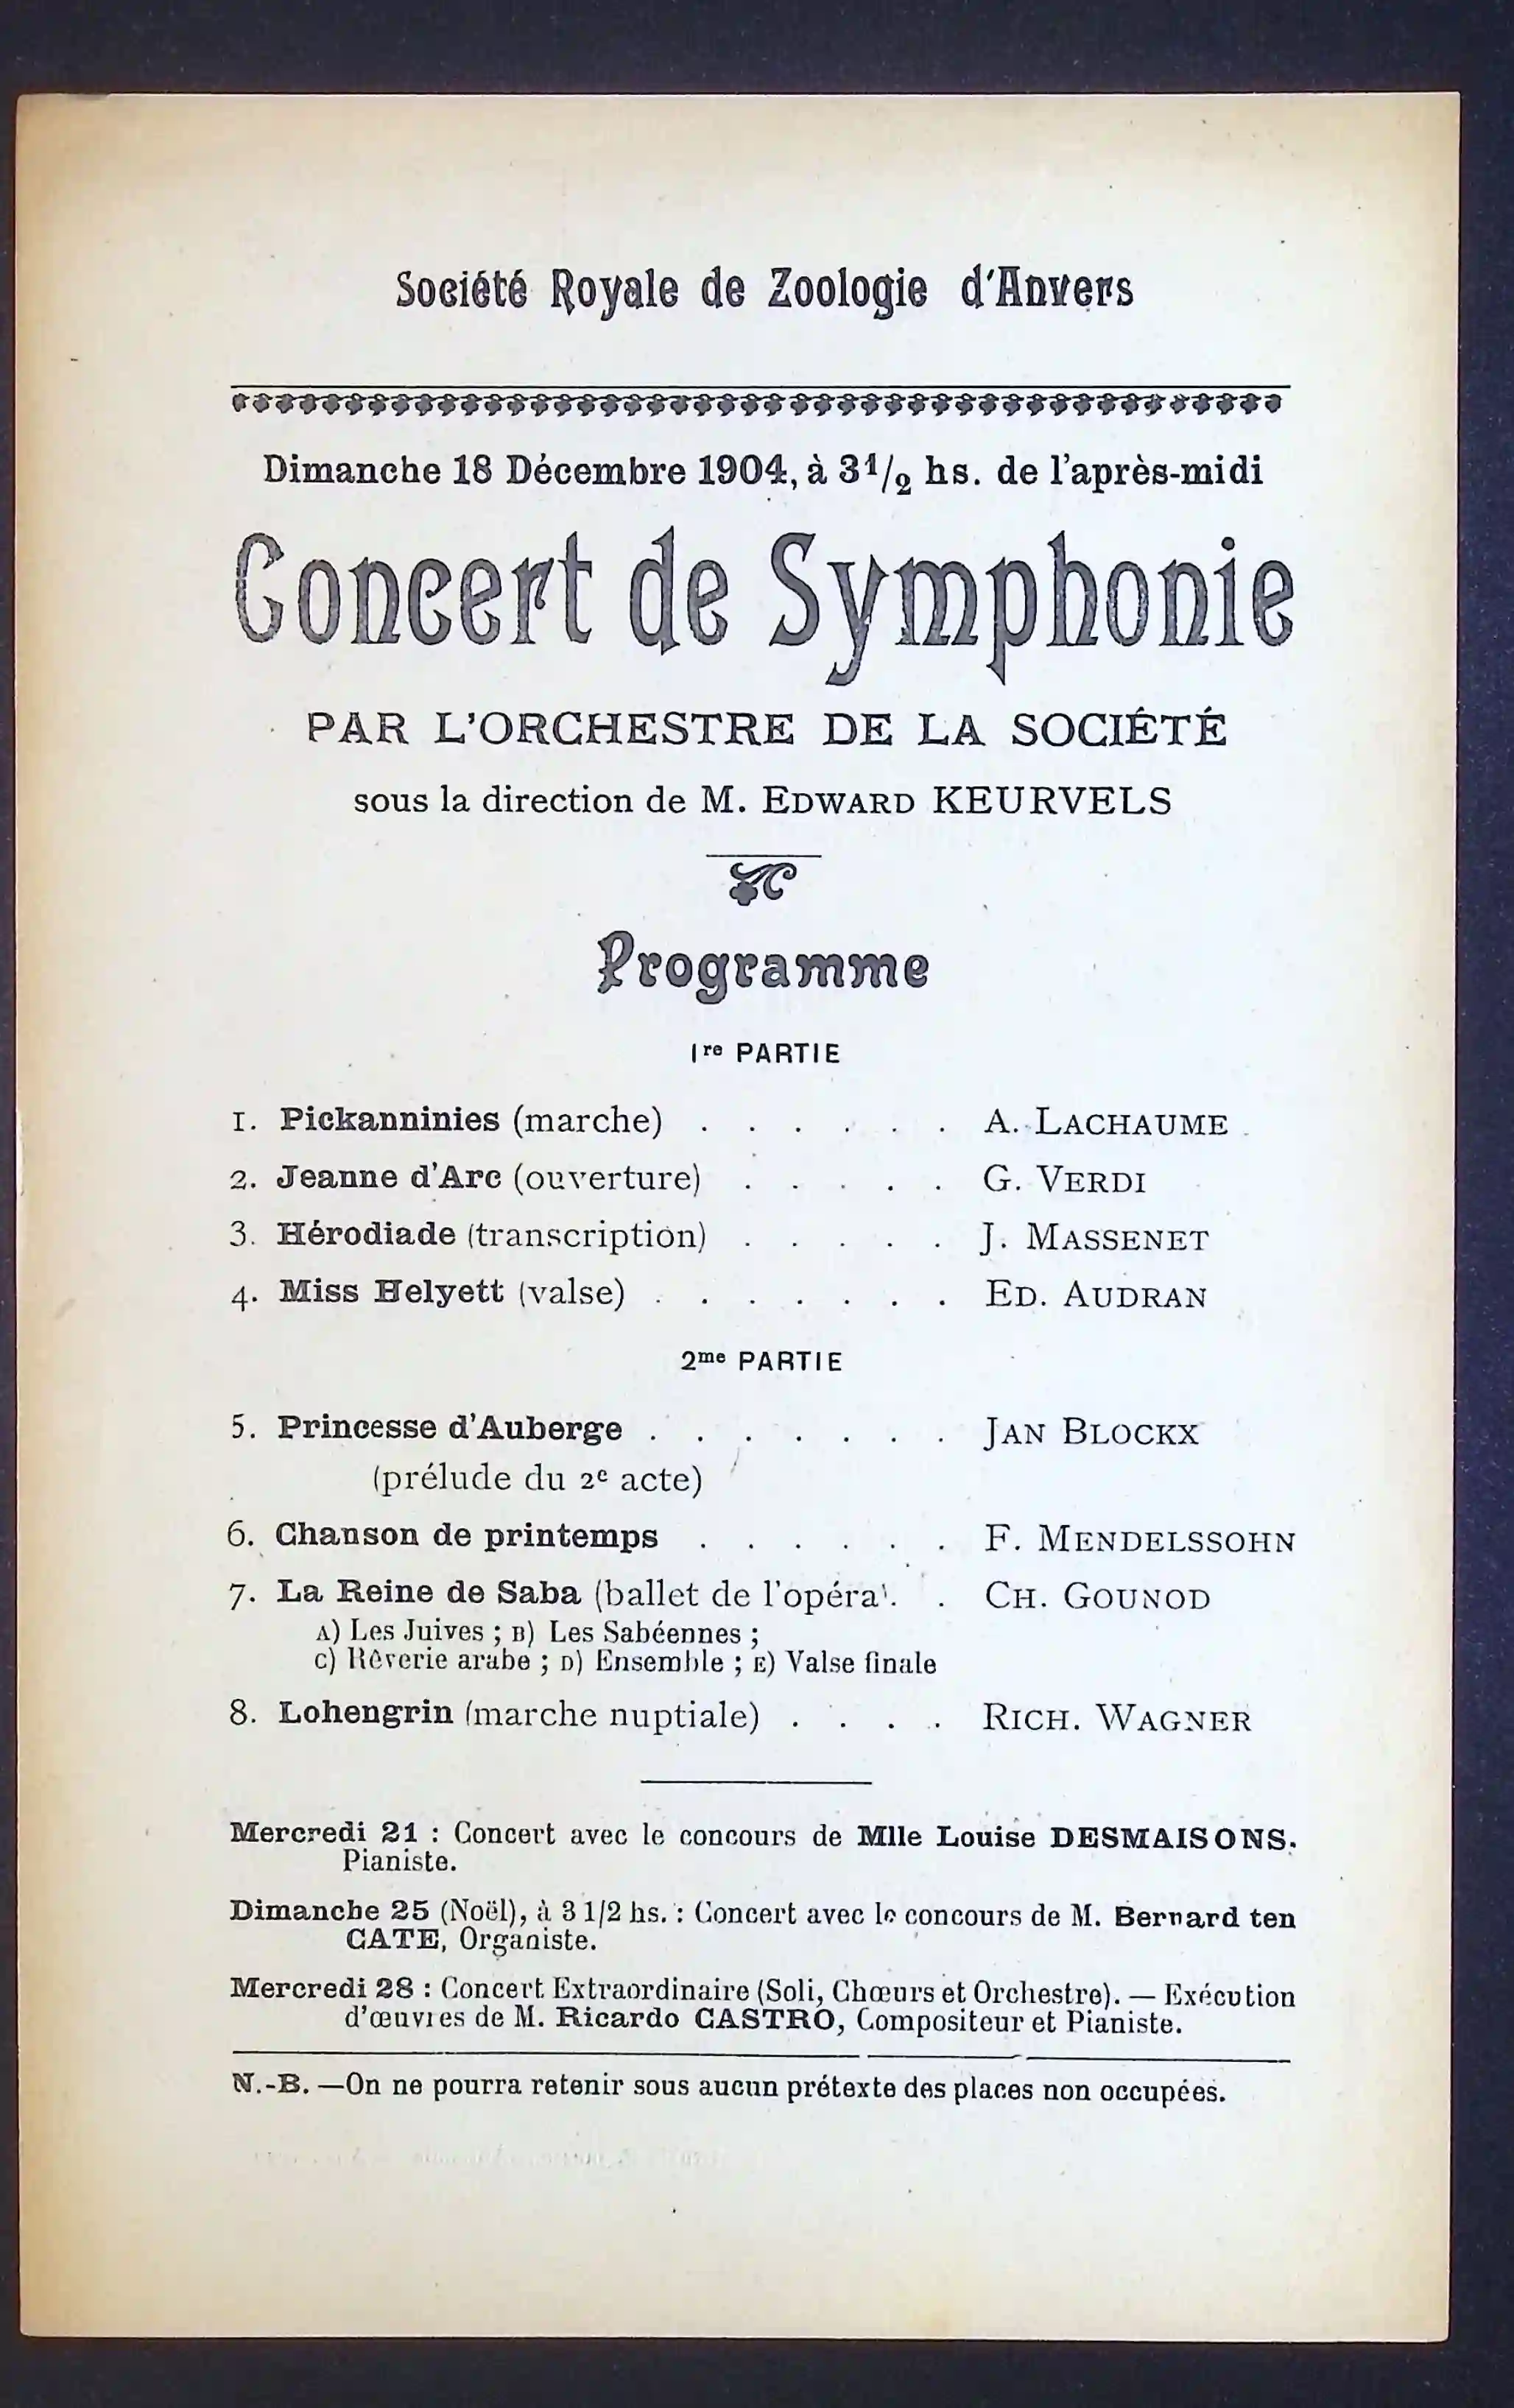 Société Royale de Zoologie d'Anvers
Dimanche 18 Décembre 1904, à 3 1/2 hs. de l'après-midi
Concert de Symphonie
PAR L'ORCHESTRE DE LA SOCIÉTÉ
sous la direction de M. EDWARD KEURVELS
Programme
1re PARTIE
1. Pickanninies (marche) . . . . . . A. LACHAUME
2. Jeanne d'Arc (ouverture) . . . . . G. VERDI
3. Hérodiade (transcription) . . . . . J. MASSENET
4. Miss Helyett (valse) . . . . . . . ED. AUDRAN
2me PARTIE
5. Princesse d'Auberge . . . . . . . JAN BLOCKX
(prélude du 2e acte)
6. Chanson de printemps . . . . . . F. MENDELSSOHN
7. La Reine de Saba (ballet de l'opéra). . CH. GOUNOD
A) Les Juives ; B) Les Sabéennes ;
C) Rêverie arabe ; D) Ensemble ; E) Valse finale
8. Lohengrin (marche nuptiale) . . . . RICH. WAGNER
Mercredi 21 : Concert avec le concours de Mlle Louise DESMAISONS.
Pianiste.
Dimanche 25 (Noël), à 3 1/2 hs. : Concert avec le concours de M. Bernard ten
CATE, Organiste.
Mercredi 28 : Concert Extraordinaire (Soli, Chœurs et Orchestre). — Exécution
d'œuvres de M. Ricardo CASTRO, Compositeur et Pianiste.
N.-B. — On ne pourra retenir sous aucun prétexte des places non occupées.